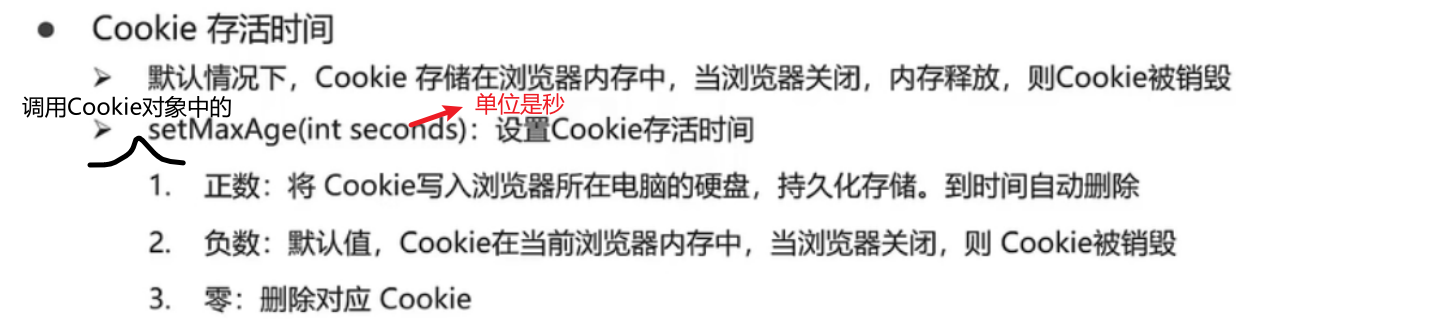 ● Cookie 存活时间
➢ 默认情况下，Cookie 存储在浏览器内存中，当浏览器关闭，内存释放，则Cookie被销毁
调用Cookie对象中的
单位是秒
➢ setMaxAge(int seconds)：设置Cookie存活时间
1. 正数：将 Cookie写入浏览器所在电脑的硬盘，持久化存储。到时间自动删除
2. 负数：默认值，Cookie在当前浏览器内存中，当浏览器关闭，则 Cookie被销毁
3. 零：删除对应 Cookie